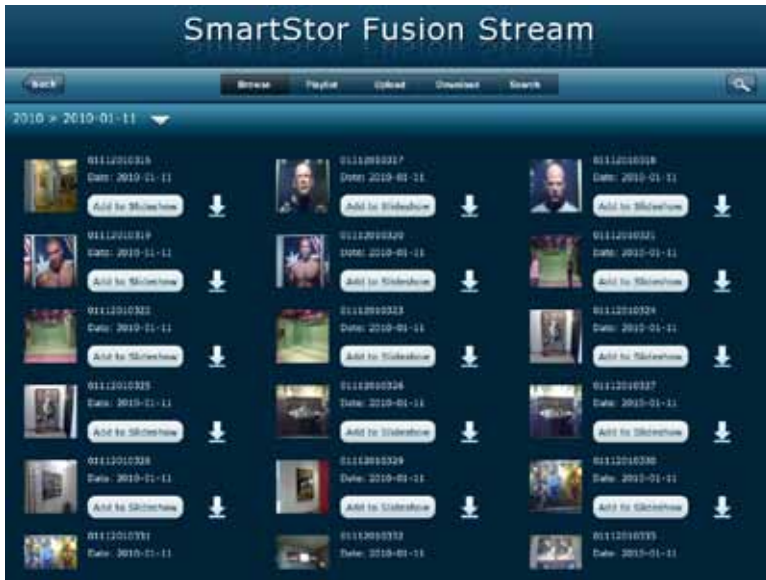 SmartStor Fusion Stream
Back
Browse Playlist Upload Download Search
2010 > 2010-01-11
01112010316 01112010317 01112010318
Date: 2010-01-11 Date: 2010-01-11 Date: 2010-01-11
Add to Slideshow Add to Slideshow Add to Slideshow
01112010319 01112010320 01112010321
Date: 2010-01-11 Date: 2010-01-11 Date: 2010-01-11
Add to Slideshow Add to Slideshow Add to Slideshow
01112010322 01112010323 01112010324
Date: 2010-01-11 Date: 2010-01-11 Date: 2010-01-11
Add to Slideshow Add to Slideshow Add to Slideshow
01112010325 01112010326 01112010327
Date: 2010-01-11 Date: 2010-01-11 Date: 2010-01-11
Add to Slideshow Add to Slideshow Add to Slideshow
01112010328 01112010329 01112010330
Date: 2010-01-11 Date: 2010-01-11 Date: 2010-01-11
Add to Slideshow Add to Slideshow Add to Slideshow
01112010331 01112010332 01112010333
Date: 2010-01-11 Date: 2010-01-11 Date: 2010-01-11